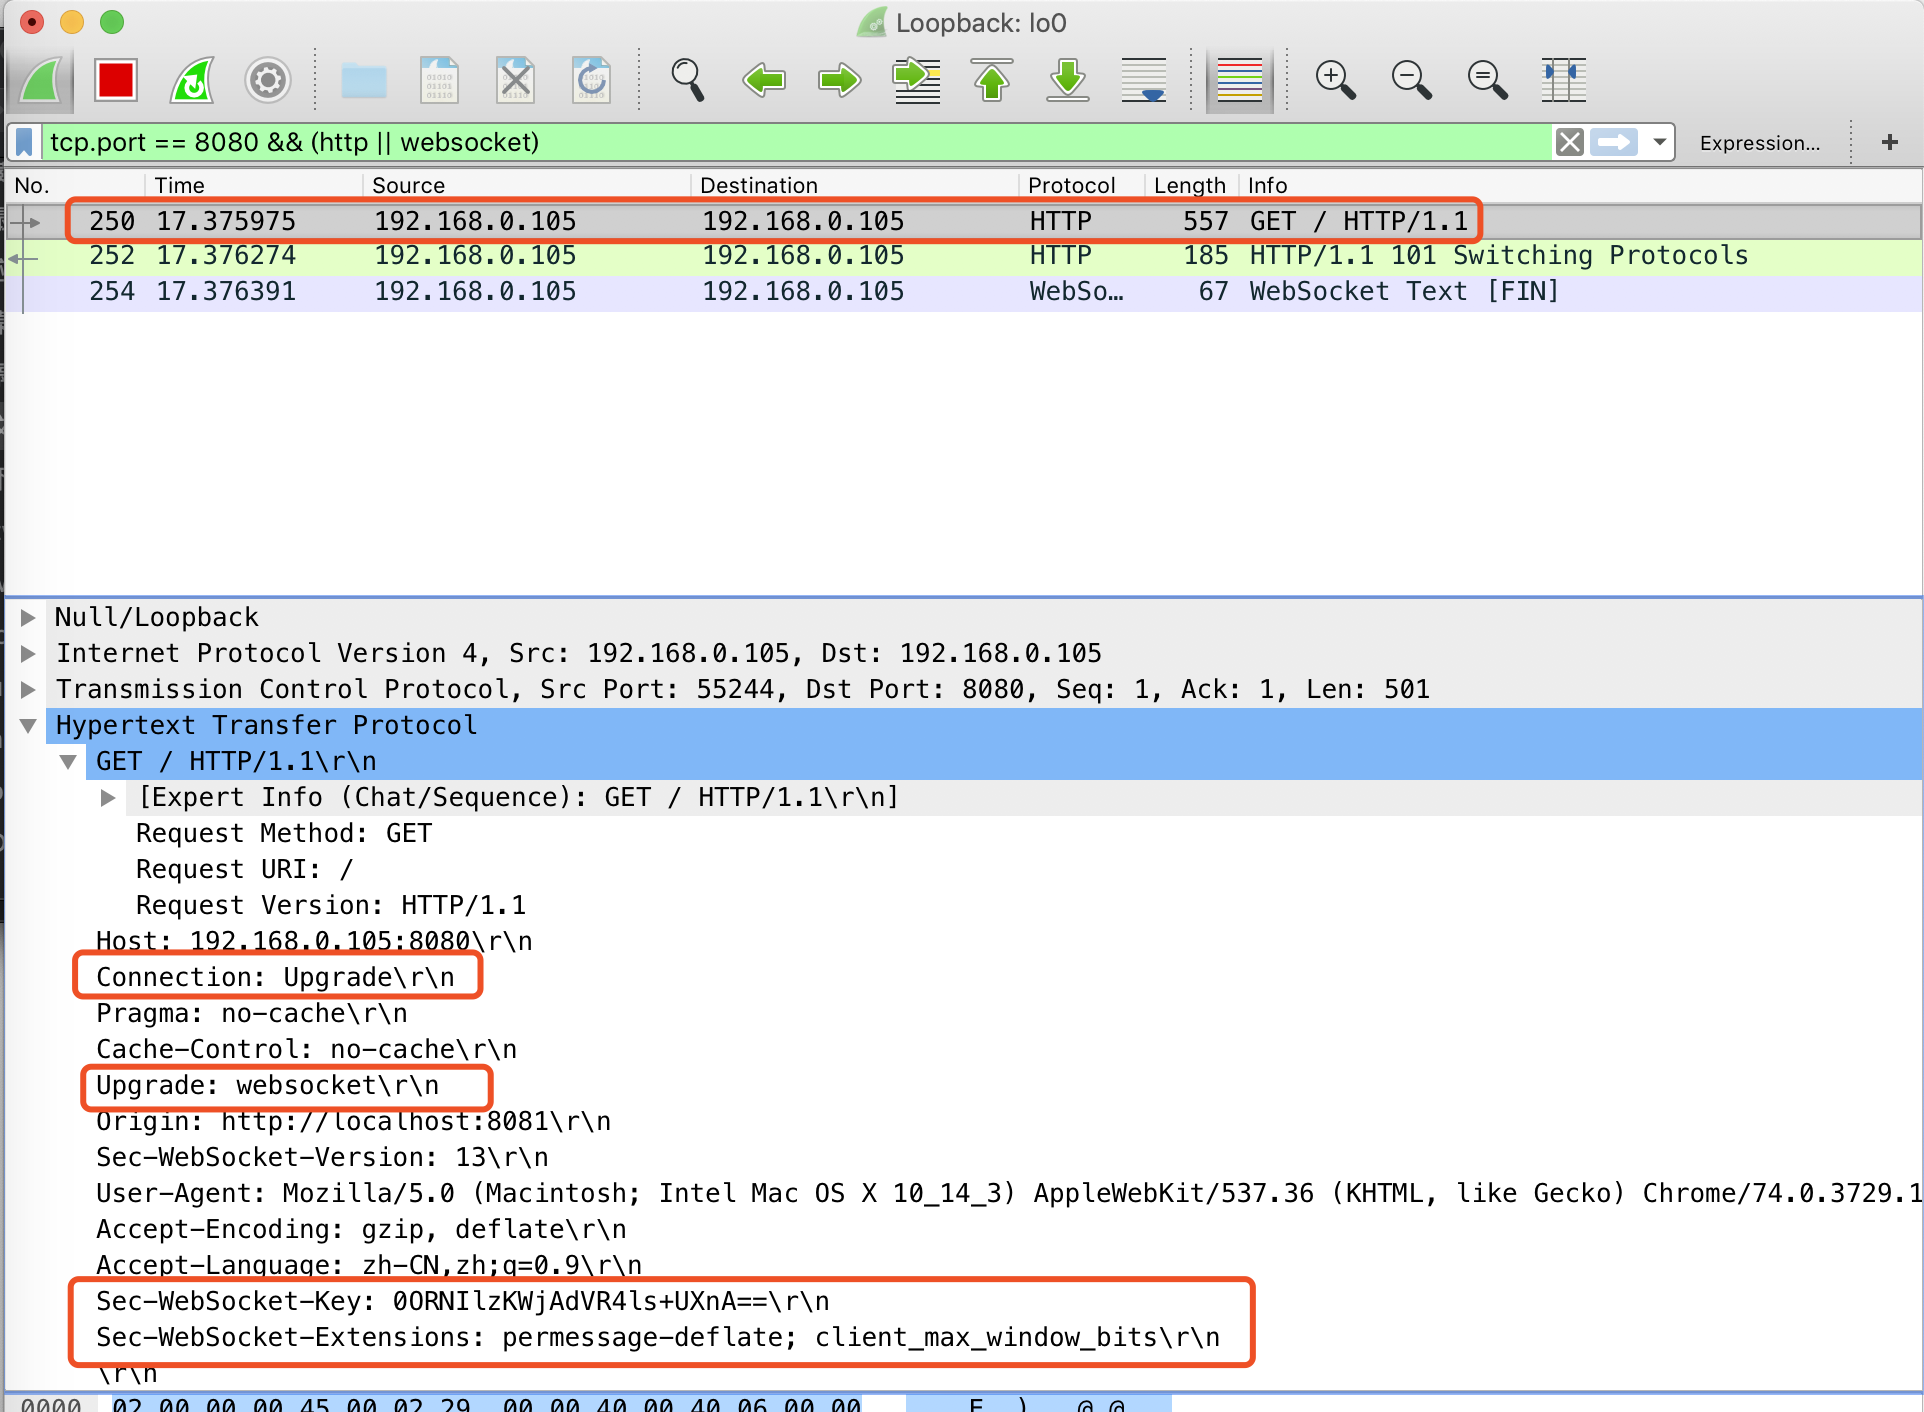 Loopback: lo0
tcp.port == 8080 && (http || websocket)
Expression...
+
No. Time Source Destination Protocol Length Info
250 17.375975 192.168.0.105 192.168.0.105 HTTP 557 GET / HTTP/1.1
252 17.376274 192.168.0.105 192.168.0.105 HTTP 185 HTTP/1.1 101 Switching Protocols
254 17.376391 192.168.0.105 192.168.0.105 WebSo… 67 WebSocket Text [FIN]
Null/Loopback
Internet Protocol Version 4, Src: 192.168.0.105, Dst: 192.168.0.105
Transmission Control Protocol, Src Port: 55244, Dst Port: 8080, Seq: 1, Ack: 1, Len: 501
Hypertext Transfer Protocol
GET / HTTP/1.1\r\n
[Expert Info (Chat/Sequence): GET / HTTP/1.1\r\n]
Request Method: GET
Request URI: /
Request Version: HTTP/1.1
Host: 192.168.0.105:8080\r\n
Connection: Upgrade\r\n
Pragma: no-cache\r\n
Cache-Control: no-cache\r\n
Upgrade: websocket\r\n
Origin: http://localhost:8081\r\n
Sec-WebSocket-Version: 13\r\n
User-Agent: Mozilla/5.0 (Macintosh; Intel Mac OS X 10_14_3) AppleWebKit/537.36 (KHTML, like Gecko) Chrome/74.0.3729.1
Accept-Encoding: gzip, deflate\r\n
Accept-Language: zh-CN,zh;q=0.9\r\n
Sec-WebSocket-Key: 0ORNIlzKWjAdVR4ls+UXnA==\r\n
Sec-WebSocket-Extensions: permessage-deflate; client_max_window_bits\r\n
\r\n
0000 02 00 00 00 45 00 02 29 00 00 40 00 40 06 00 00 E ) @ @